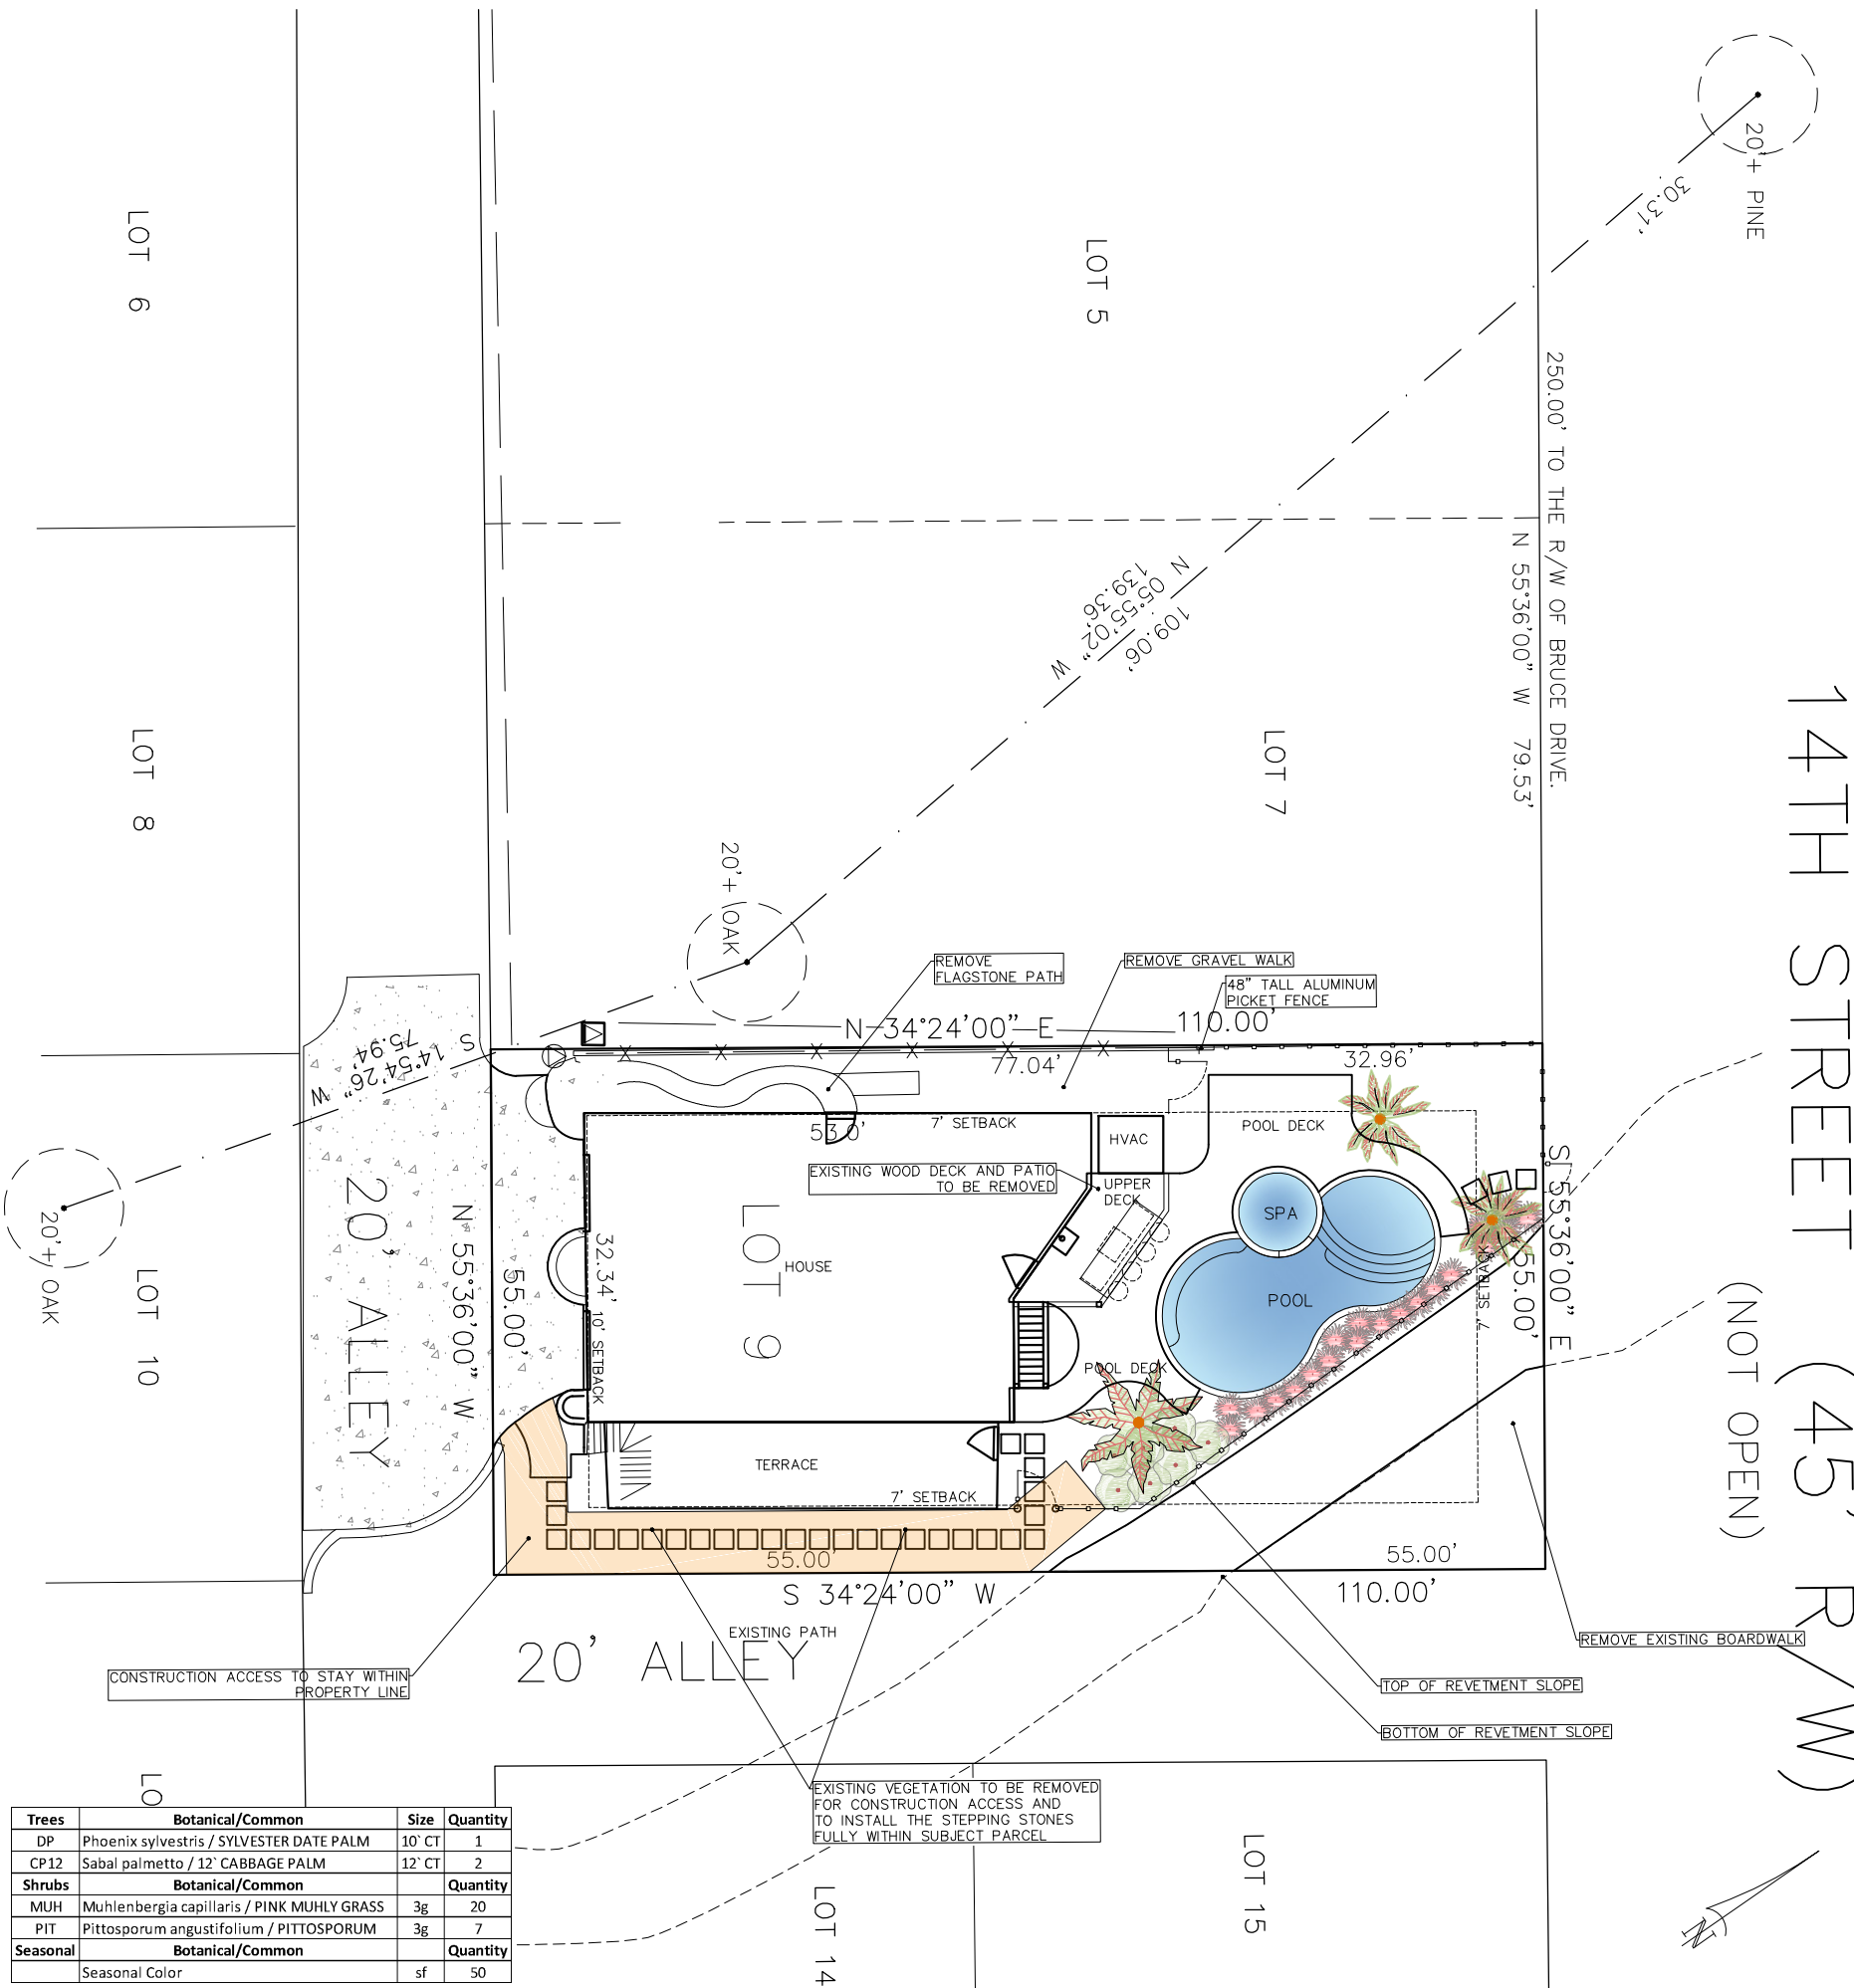 20'+ PINE
30.31'
LOT 6
LOT 5
250.00' TO THE R/W OF BRUCE DRIVE.
N 55°36'00" W 79.53'
14TH STREET (45' R/W)
(NOT OPEN)
N 05°55'02" W
139.36'
109.06'
LOT 8
LOT 7
20'+ OAK
REMOVE
FLAGSTONE PATH
REMOVE GRAVEL WALK
48" TALL ALUMINUM
PICKET FENCE
N 34°24'00" E
110.00'
77.04'
32.96'
S 14°54'26" W
75.94'
53.0'
7' SETBACK
HVAC
POOL DECK
EXISTING WOOD DECK AND PATIO
TO BE REMOVED
UPPER
DECK
SPA
POOL
S 55°36'00" E
55.00'
7' SETBACK
20'+ OAK
20' ALLEY
N 55°36'00" W
55.00'
32.34'
10' SETBACK
LOT 9
HOUSE
LOT 10
POOL DECK
TERRACE
7' SETBACK
55.00'
55.00'
S 34°24'00" W
110.00'
EXISTING PATH
20' ALLEY
REMOVE EXISTING BOARDWALK
CONSTRUCTION ACCESS TO STAY WITHIN
PROPERTY LINE
TOP OF REVETMENT SLOPE
BOTTOM OF REVETMENT SLOPE
EXISTING VEGETATION TO BE REMOVED
FOR CONSTRUCTION ACCESS AND
TO INSTALL THE STEPPING STONES
FULLY WITHIN SUBJECT PARCEL
LO
Trees Botanical/Common Size Quantity
DP Phoenix sylvestris / SYLVESTER DATE PALM 10` CT 1
CP12 Sabal palmetto / 12` CABBAGE PALM 12` CT 2
Shrubs Botanical/Common Quantity
MUH Muhlenbergia capillaris / PINK MUHLY GRASS 3g 20
PIT Pittosporum angustifolium / PITTOSPORUM 3g 7
Seasonal Botanical/Common Quantity
Seasonal Color sf 50
LOT 14
LOT 15
N